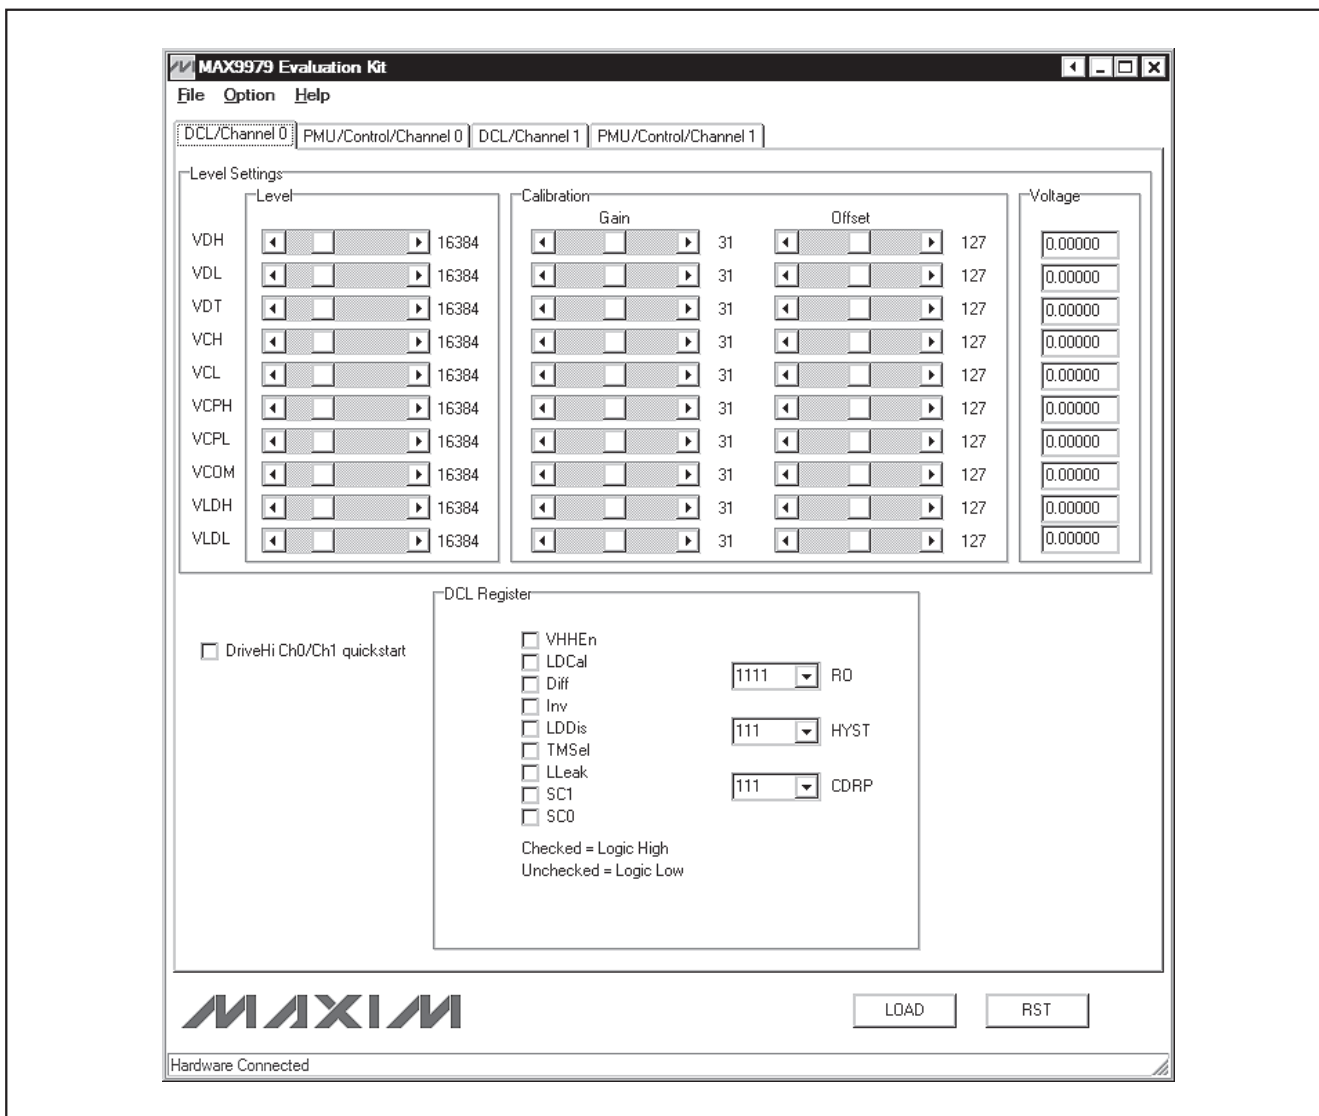 MAX9979 Evaluation Kit
File Option Help
DCL/Channel 0 PMU/Control/Channel 0 DCL/Channel 1 PMU/Control/Channel 1
Level Settings
Level Calibration Voltage
Gain Offset
VDH 16384 31 127 0.00000
VDL 16384 31 127 0.00000
VDT 16384 31 127 0.00000
VCH 16384 31 127 0.00000
VCL 16384 31 127 0.00000
VCPH 16384 31 127 0.00000
VCPL 16384 31 127 0.00000
VCOM 16384 31 127 0.00000
VLDH 16384 31 127 0.00000
VLDL 16384 31 127 0.00000
DCL Register
DriveHi Ch0/Ch1 quickstart
VHHEn
LDCal
Diff
Inv
LDDis
TMSel
LLeak
SC1
SC0
1111 RO
111 HYST
111 CDRP
Checked = Logic High
Unchecked = Logic Low
MAXIM
LOAD RST
Hardware Connected